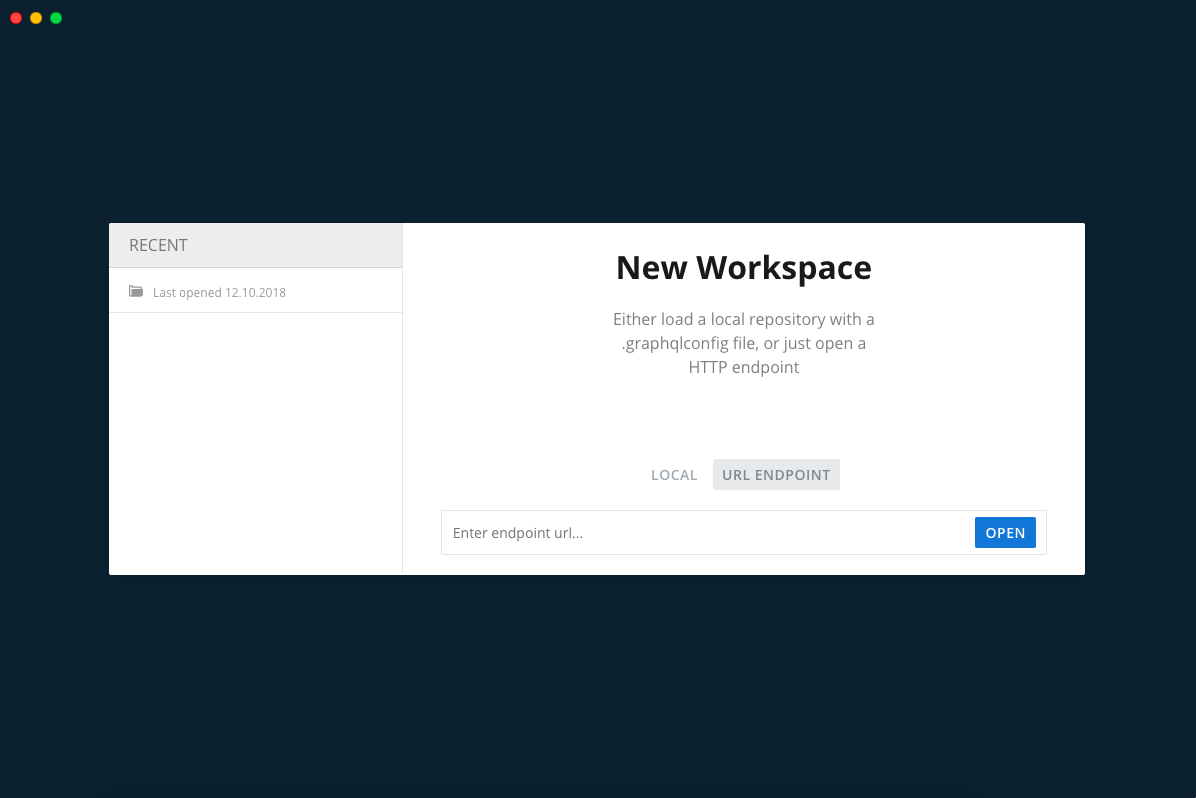 RECENT
Last opened 12.10.2018
New Workspace
Either load a local repository with a
.graphqlconfig file, or just open a
HTTP endpoint
LOCAL
URL ENDPOINT
Enter endpoint url...
OPEN